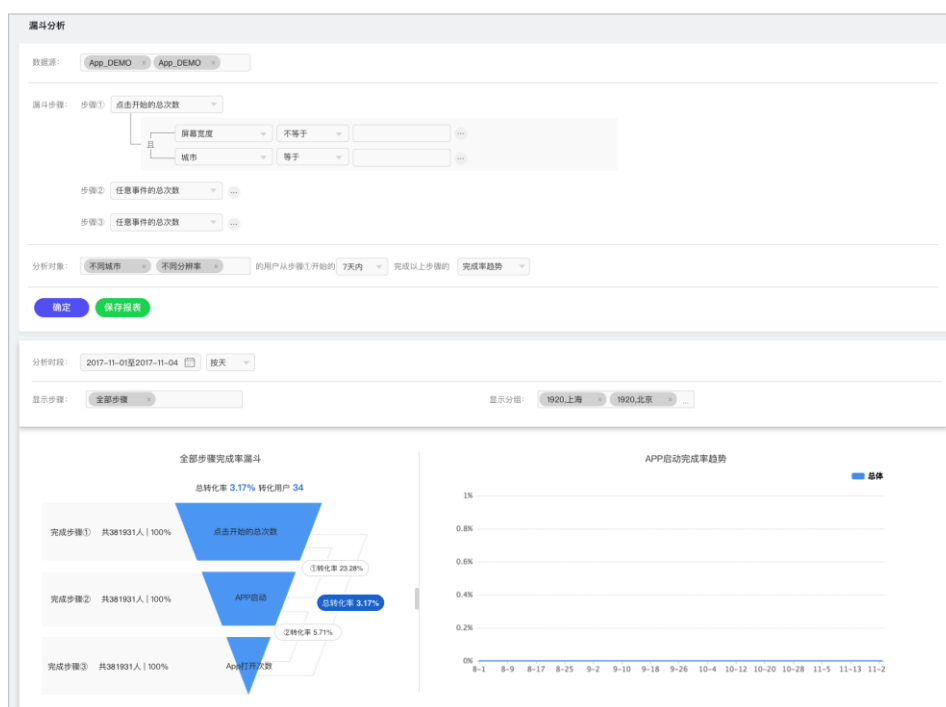 漏斗分析
数据源: App_DEMO × App_DEMO ×
漏斗步骤: 步骤① 点击开始的总次数
且
屏幕宽度 不等于 ...
城市 等于 ...
步骤② 任意事件的总次数 ...
步骤③ 任意事件的总次数 ...
分析对象: 不同城市 × 不同分辨率 × 的用户从步骤①开始的 7天内 完成以上步骤的 完成率趋势
确定 保存报表
分析时段: 2017-11-01至2017-11-04 按天
显示步骤: 全部步骤 × 显示分组: 1920,上海 × 1920,北京 × ...
全部步骤完成率漏斗
总转化率 3.17% 转化用户 34
完成步骤① 共381931人 | 100% 点击开始的总次数
①转化率 23.28%
完成步骤② 共381931人 | 100% APP启动
总转化率 3.17%
②转化率 5.71%
完成步骤③ 共381931人 | 100% App打开次数
APP启动完成率趋势
总体
1%
0.8%
0.6%
0.4%
0.2%
0%
8-1 8-9 8-17 8-25 9-2 9-10 9-18 9-26 10-4 10-12 10-20 10-28 11-5 11-13 11-2